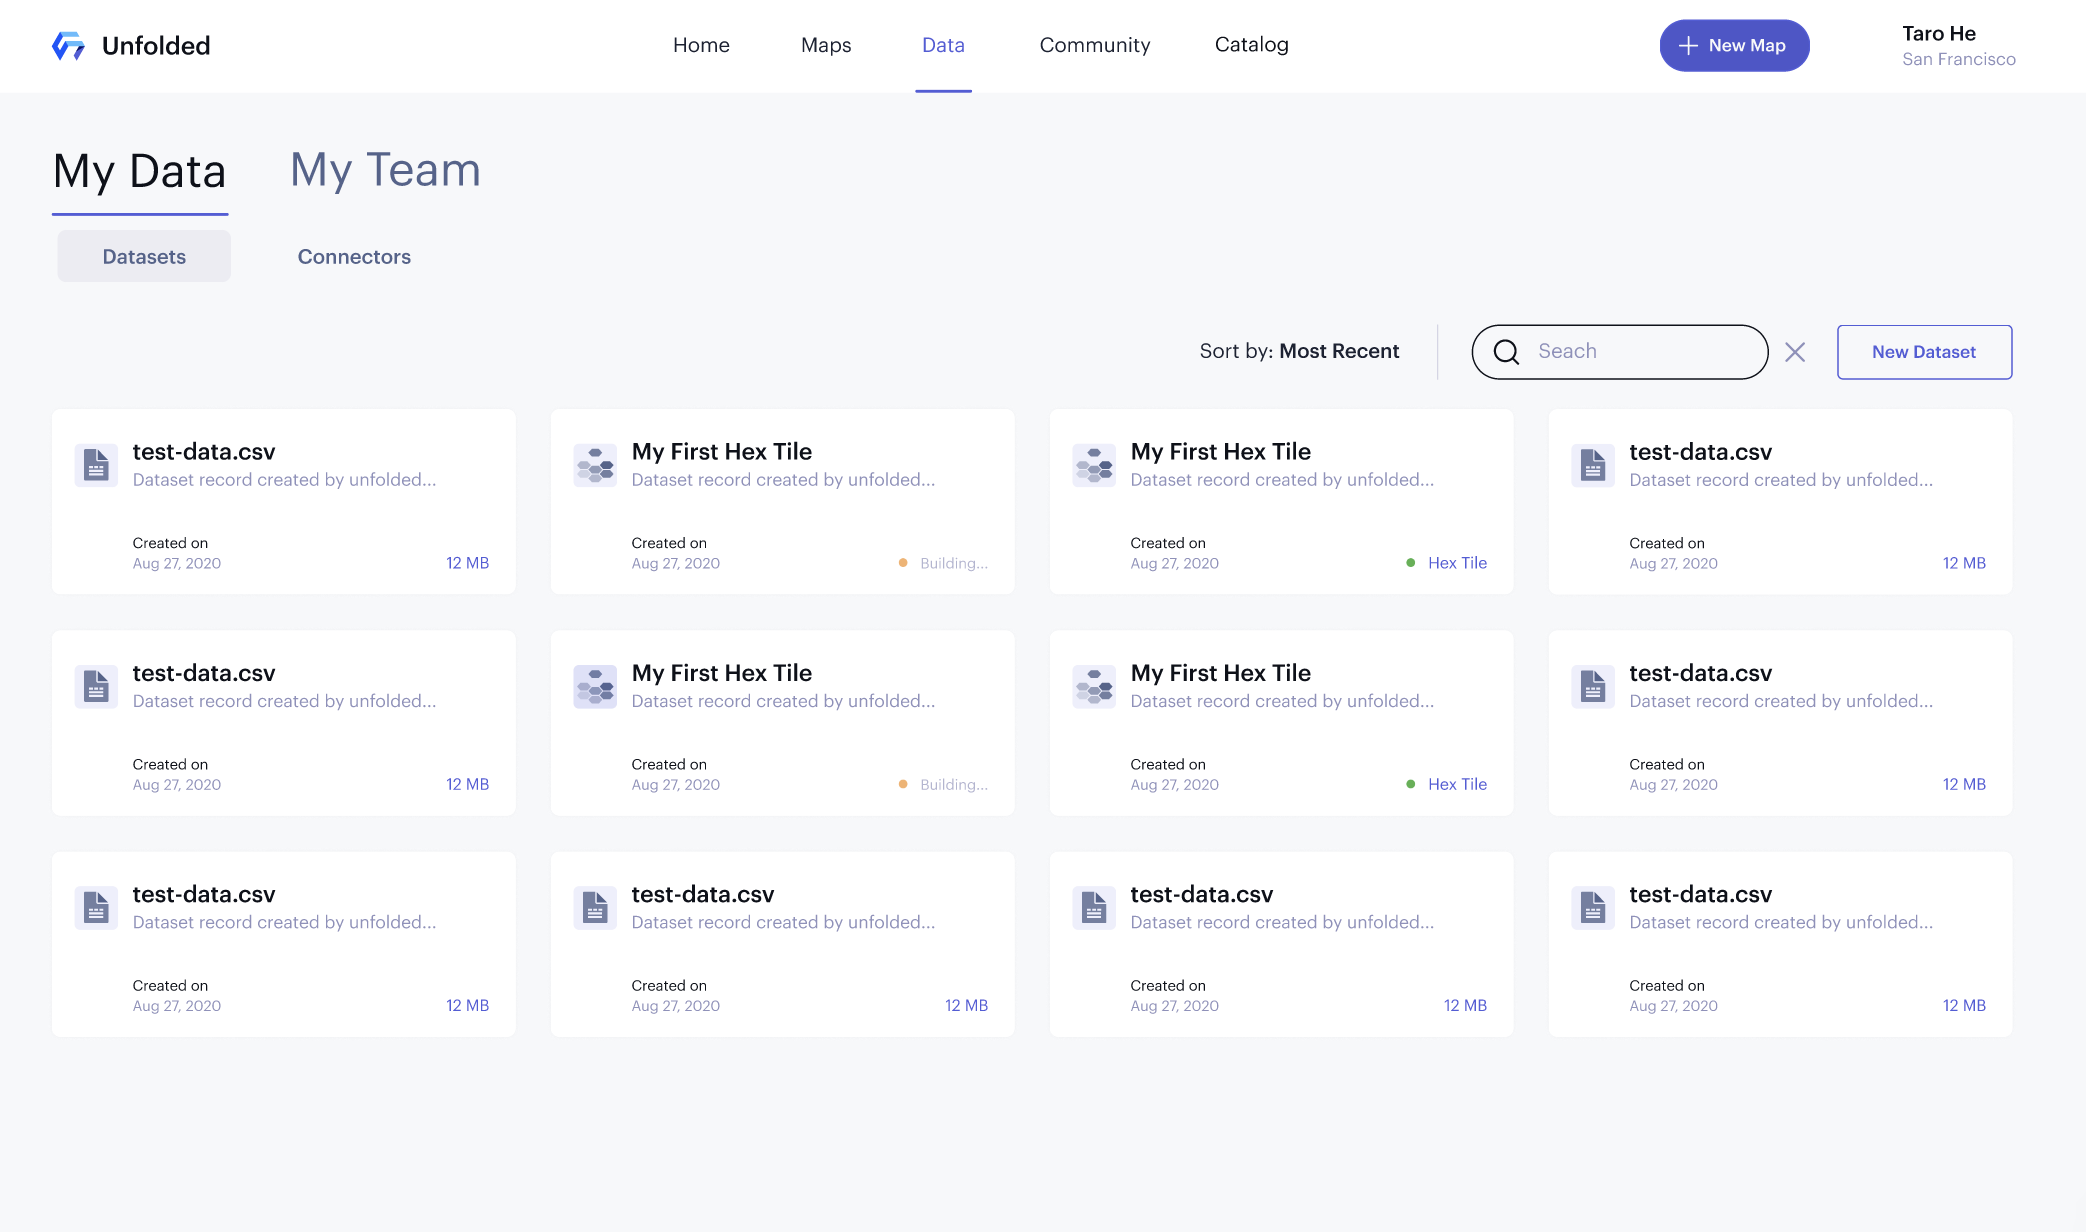 Unfolded
Home Maps Data Community Catalog
New Map
Taro He
San Francisco
My Data My Team
Datasets Connectors
Sort by: Most Recent
Seach
New Dataset
test-data.csv
Dataset record created by unfolded...
Created on
Aug 27, 2020 12 MB
My First Hex Tile
Dataset record created by unfolded...
Created on
Aug 27, 2020 Building...
My First Hex Tile
Dataset record created by unfolded...
Created on
Aug 27, 2020 Hex Tile
test-data.csv
Dataset record created by unfolded...
Created on
Aug 27, 2020 12 MB
test-data.csv
Dataset record created by unfolded...
Created on
Aug 27, 2020 12 MB
My First Hex Tile
Dataset record created by unfolded...
Created on
Aug 27, 2020 Building...
My First Hex Tile
Dataset record created by unfolded...
Created on
Aug 27, 2020 Hex Tile
test-data.csv
Dataset record created by unfolded...
Created on
Aug 27, 2020 12 MB
test-data.csv
Dataset record created by unfolded...
Created on
Aug 27, 2020 12 MB
test-data.csv
Dataset record created by unfolded...
Created on
Aug 27, 2020 12 MB
test-data.csv
Dataset record created by unfolded...
Created on
Aug 27, 2020 12 MB
test-data.csv
Dataset record created by unfolded...
Created on
Aug 27, 2020 12 MB